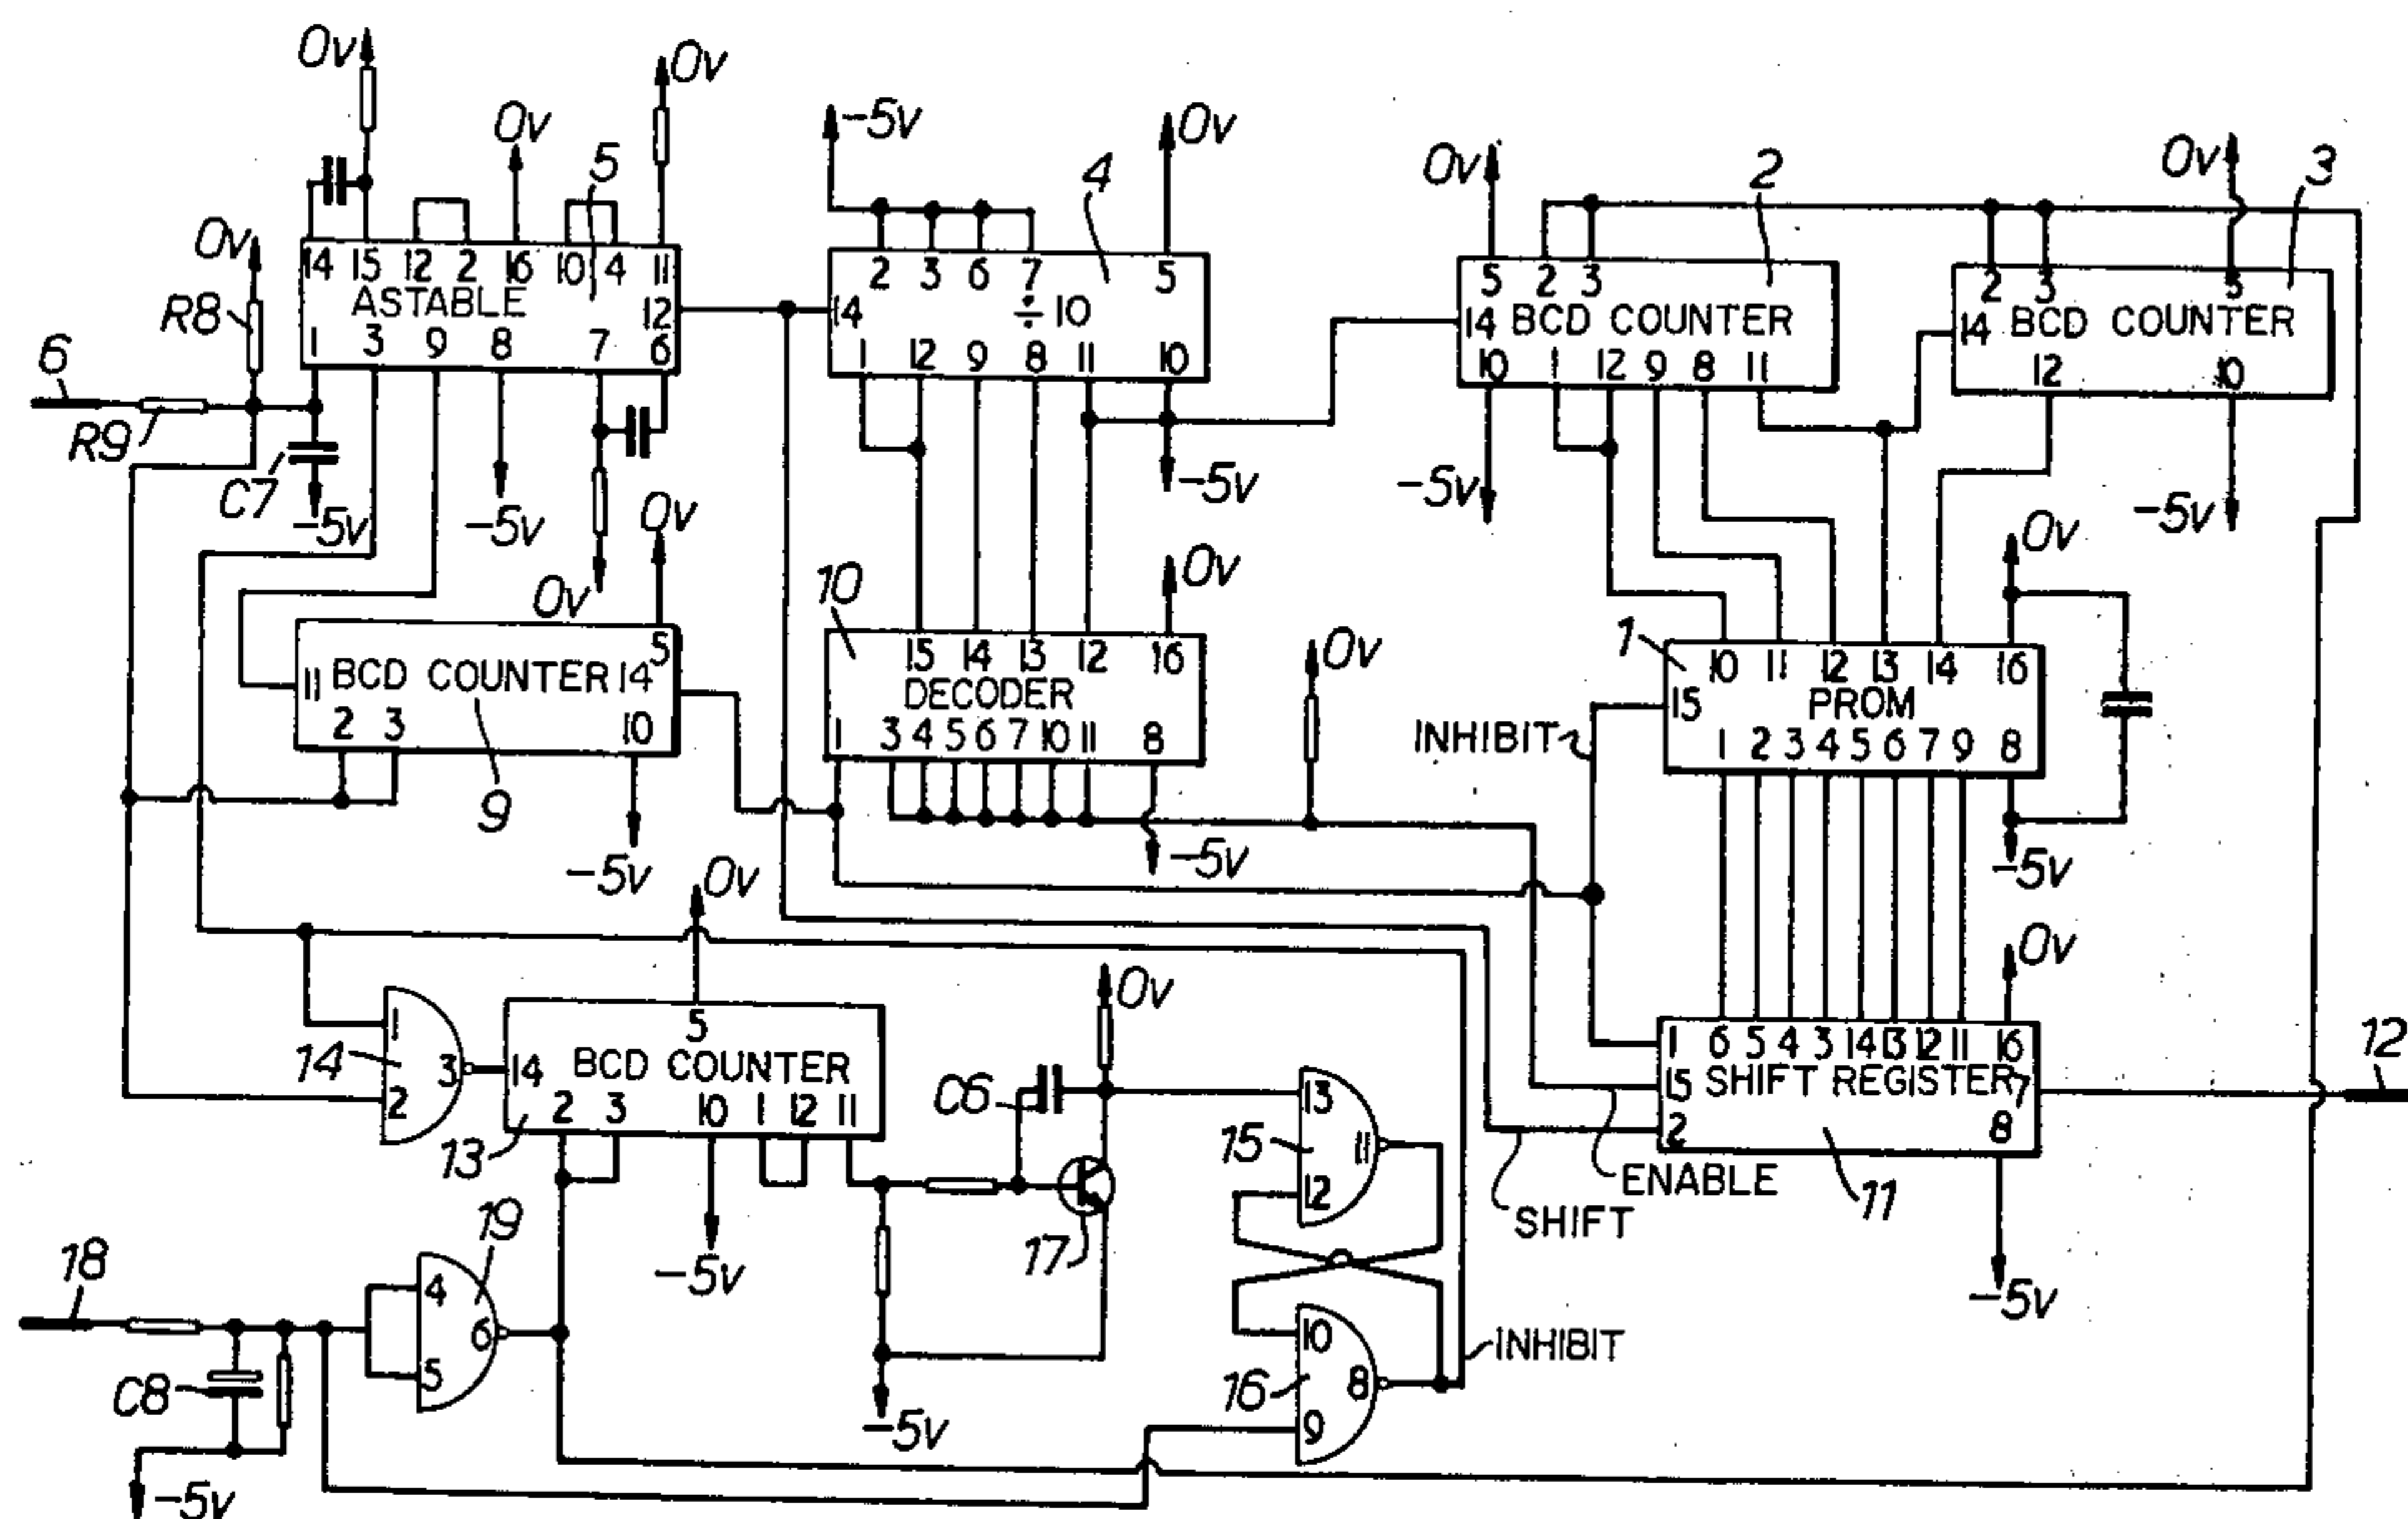 0v
0v
0v
5
-5v
0v
4
0v
2
0v
3
0v
14 15 12 2 16 10 4 11
ASTABLE
12
1 3 9 8 7 6
R8
6
R9
C7
-5v
-5v
0v
2 3 6 7 5
14 ÷10
1 12 9 8 11 10
-5v
5 2 3
14 BCD COUNTER
10 1 12 9 8 11
-5v
2 3 5
14 BCD COUNTER
12 10
-5v
0v
5
11 BCD COUNTER 14
2 3 10
9
-5v
10
0v
15 14 13 12 16
DECODER
1 3 4 5 6 7 10 11 8
-5v
0v
INHIBIT
1
0v
10 11 12 13 14 16
15 PROM
1 2 3 4 5 6 7 9 8
-5v
0v
14
1
2
3
5
14 BCD COUNTER
2 3 10 1 12 11
13
-5v
0v
C6
17
-5v
15
13
12
11
16
10
9
8
INHIBIT
0v
1 6 5 4 3 14 13 12 11 16
15 SHIFT REGISTER 7
2 8
12
ENABLE
SHIFT
11
-5v
18
19
4
5
6
C8
-5v